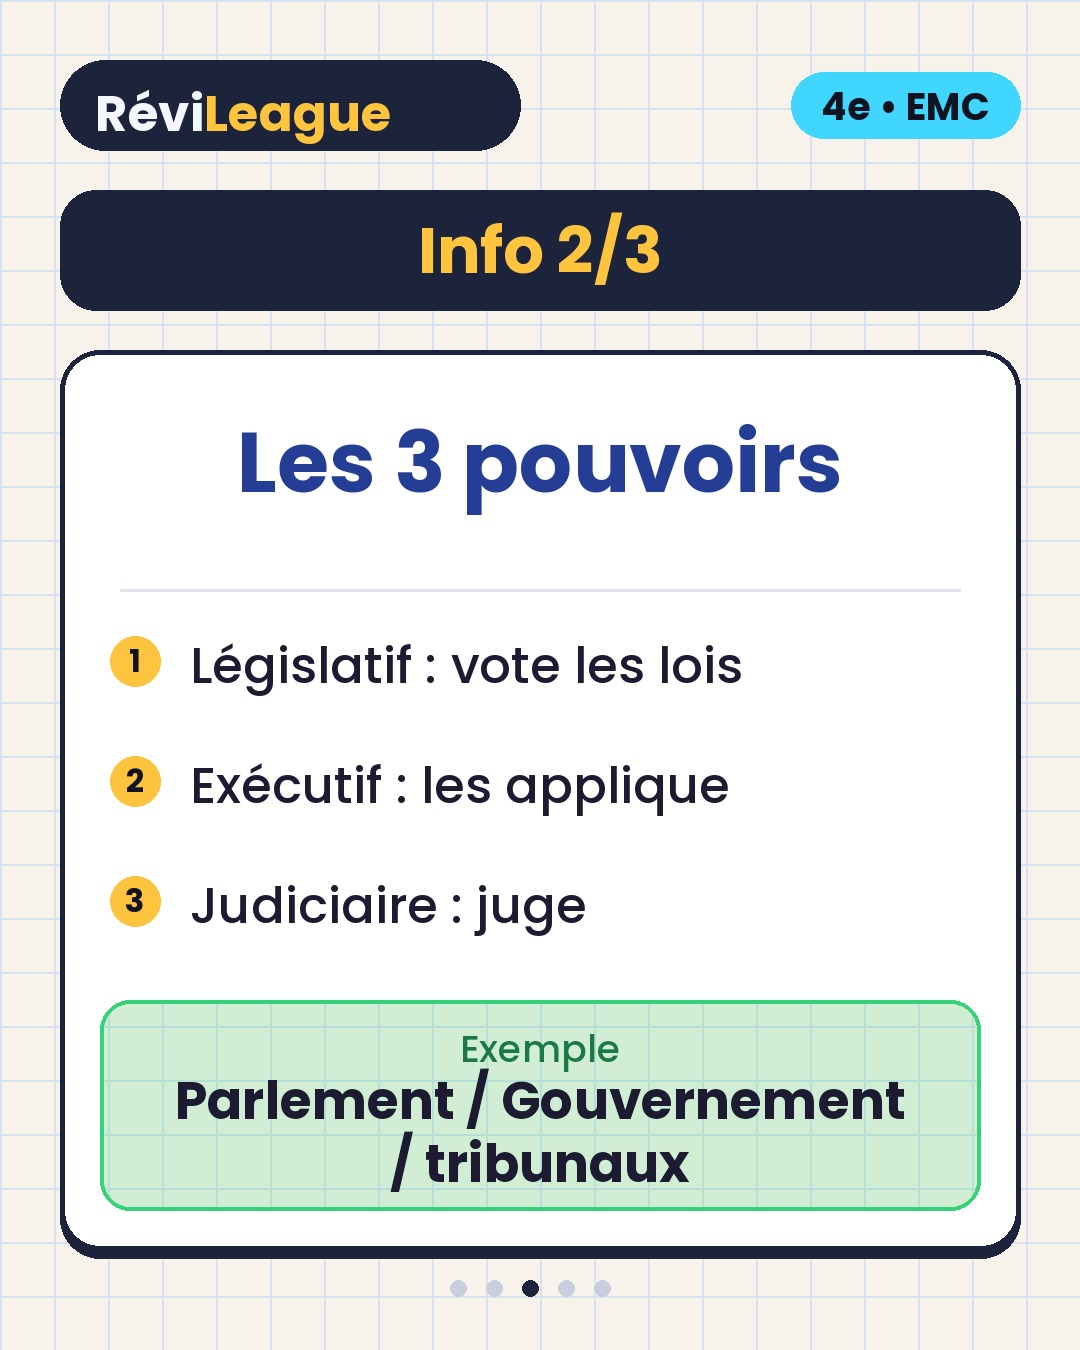 RéviLeague
4e • EMC
Info 2/3
Les 3 pouvoirs
1 Législatif : vote les lois
2 Exécutif : les applique
3 Judiciaire : juge
Exemple
Parlement / Gouvernement
/ tribunaux